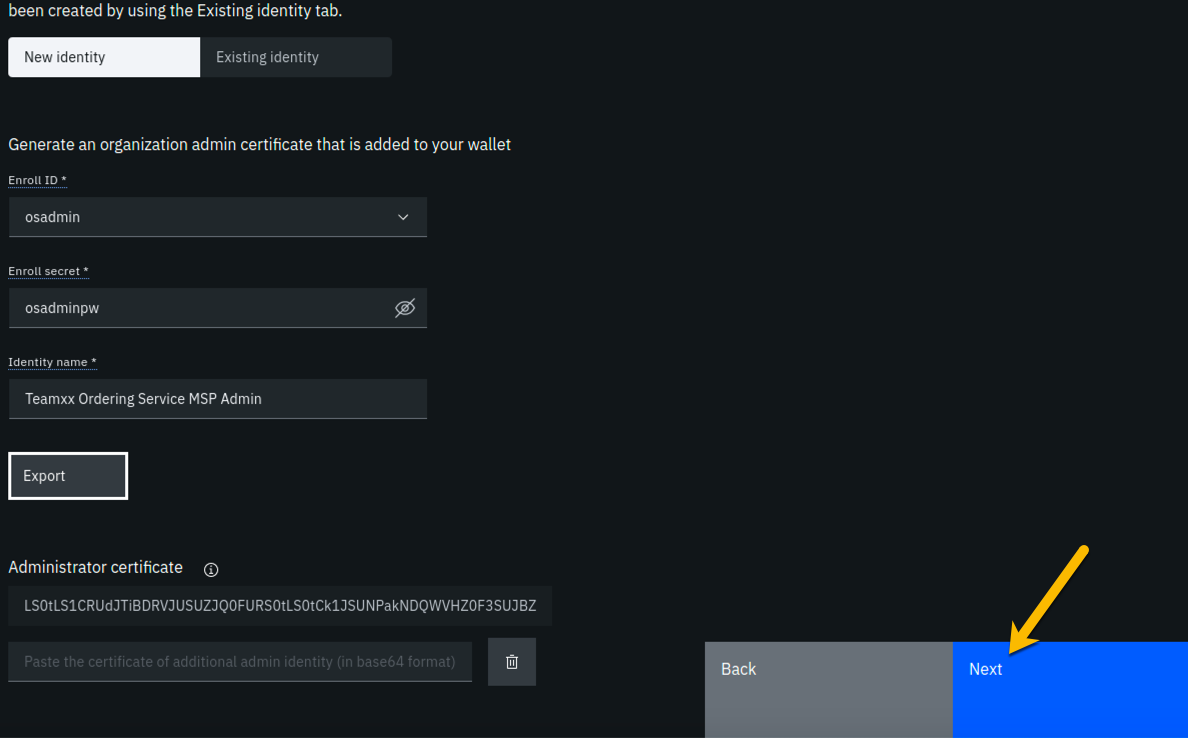 been created by using the Existing identity tab.
New identity
Existing identity
Generate an organization admin certificate that is added to your wallet
Enroll ID *
osadmin
Enroll secret *
osadminpw
Identity name *
Teamxx Ordering Service MSP Admin
Export
Administrator certificate
LS0tLS1CRUdJTiBDRVJUSUZJQ0FURS0tLS0tCk1JSUNPakNDQWVHZ0F3SUJBZ
Paste the certificate of additional admin identity (in base64 format)
Back
Next